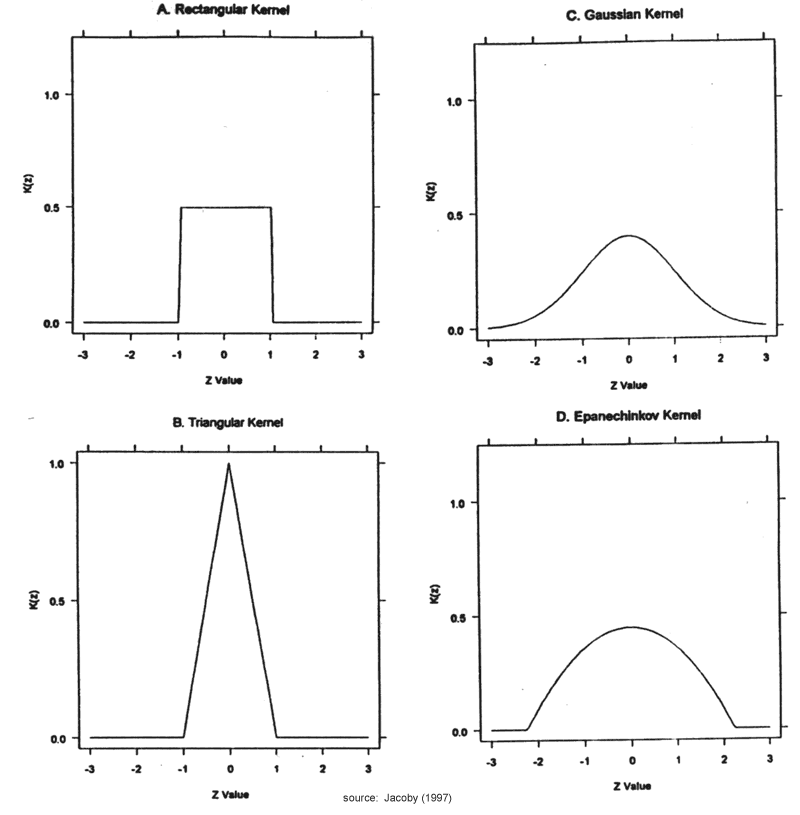 A. Rectangular Kernel
1.0
0.5
0.0
K(z)
-3 -2 -1 0 1 2 3
Z Value
C. Gaussian Kernel
1.0
0.5
0.0
K(z)
-3 -2 -1 0 1 2 3
Z Value
B. Triangular Kernel
1.0
0.5
0.0
K(z)
-3 -2 -1 0 1 2 3
Z Value
D. Epanechinkov Kernel
1.0
0.5
0.0
K(z)
-3 -2 -1 0 1 2 3
Z Value
source: Jacoby (1997)